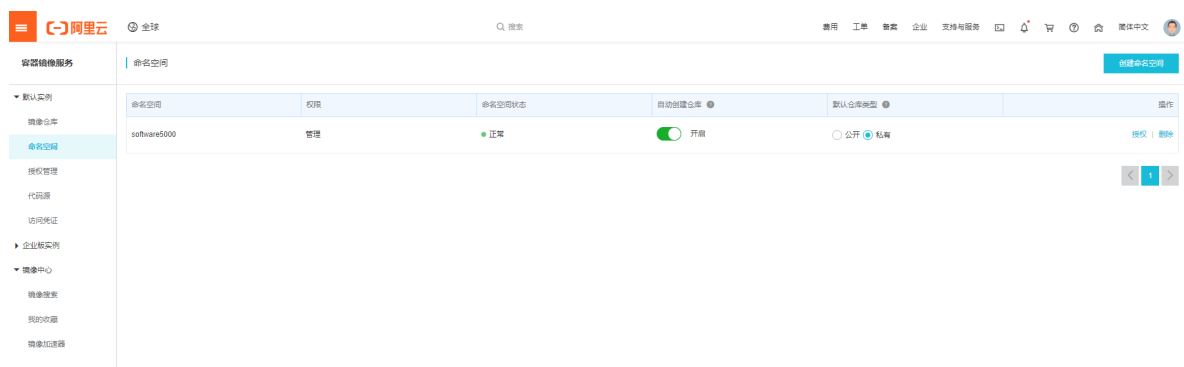 阿里云 全球 搜索 费用 工单 备案 企业 支持与服务 简体中文
容器镜像服务
命名空间 创建命名空间
默认实例
镜像仓库
命名空间
授权管理
代码源
访问凭证
企业版实例
镜像中心
镜像搜索
我的收藏
镜像加速器
命名空间 权限 命名空间状态 自动创建仓库 默认仓库类型 操作
software5000 管理 正常 开启 公开 私有 授权 | 删除
1